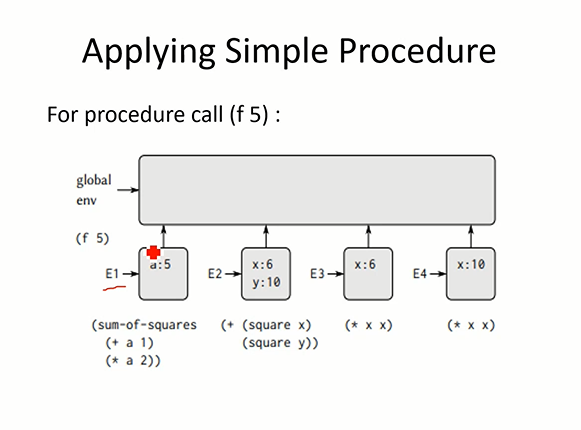 Applying Simple Procedure
For procedure call (f 5) :
global
env
(f 5)
E1
a:5
E2
x:6
y:10
E3
x:6
E4
x:10
(sum-of-squares
(+ a 1)
(* a 2))
(+ (square x)
(square y))
(* x x)
(* x x)